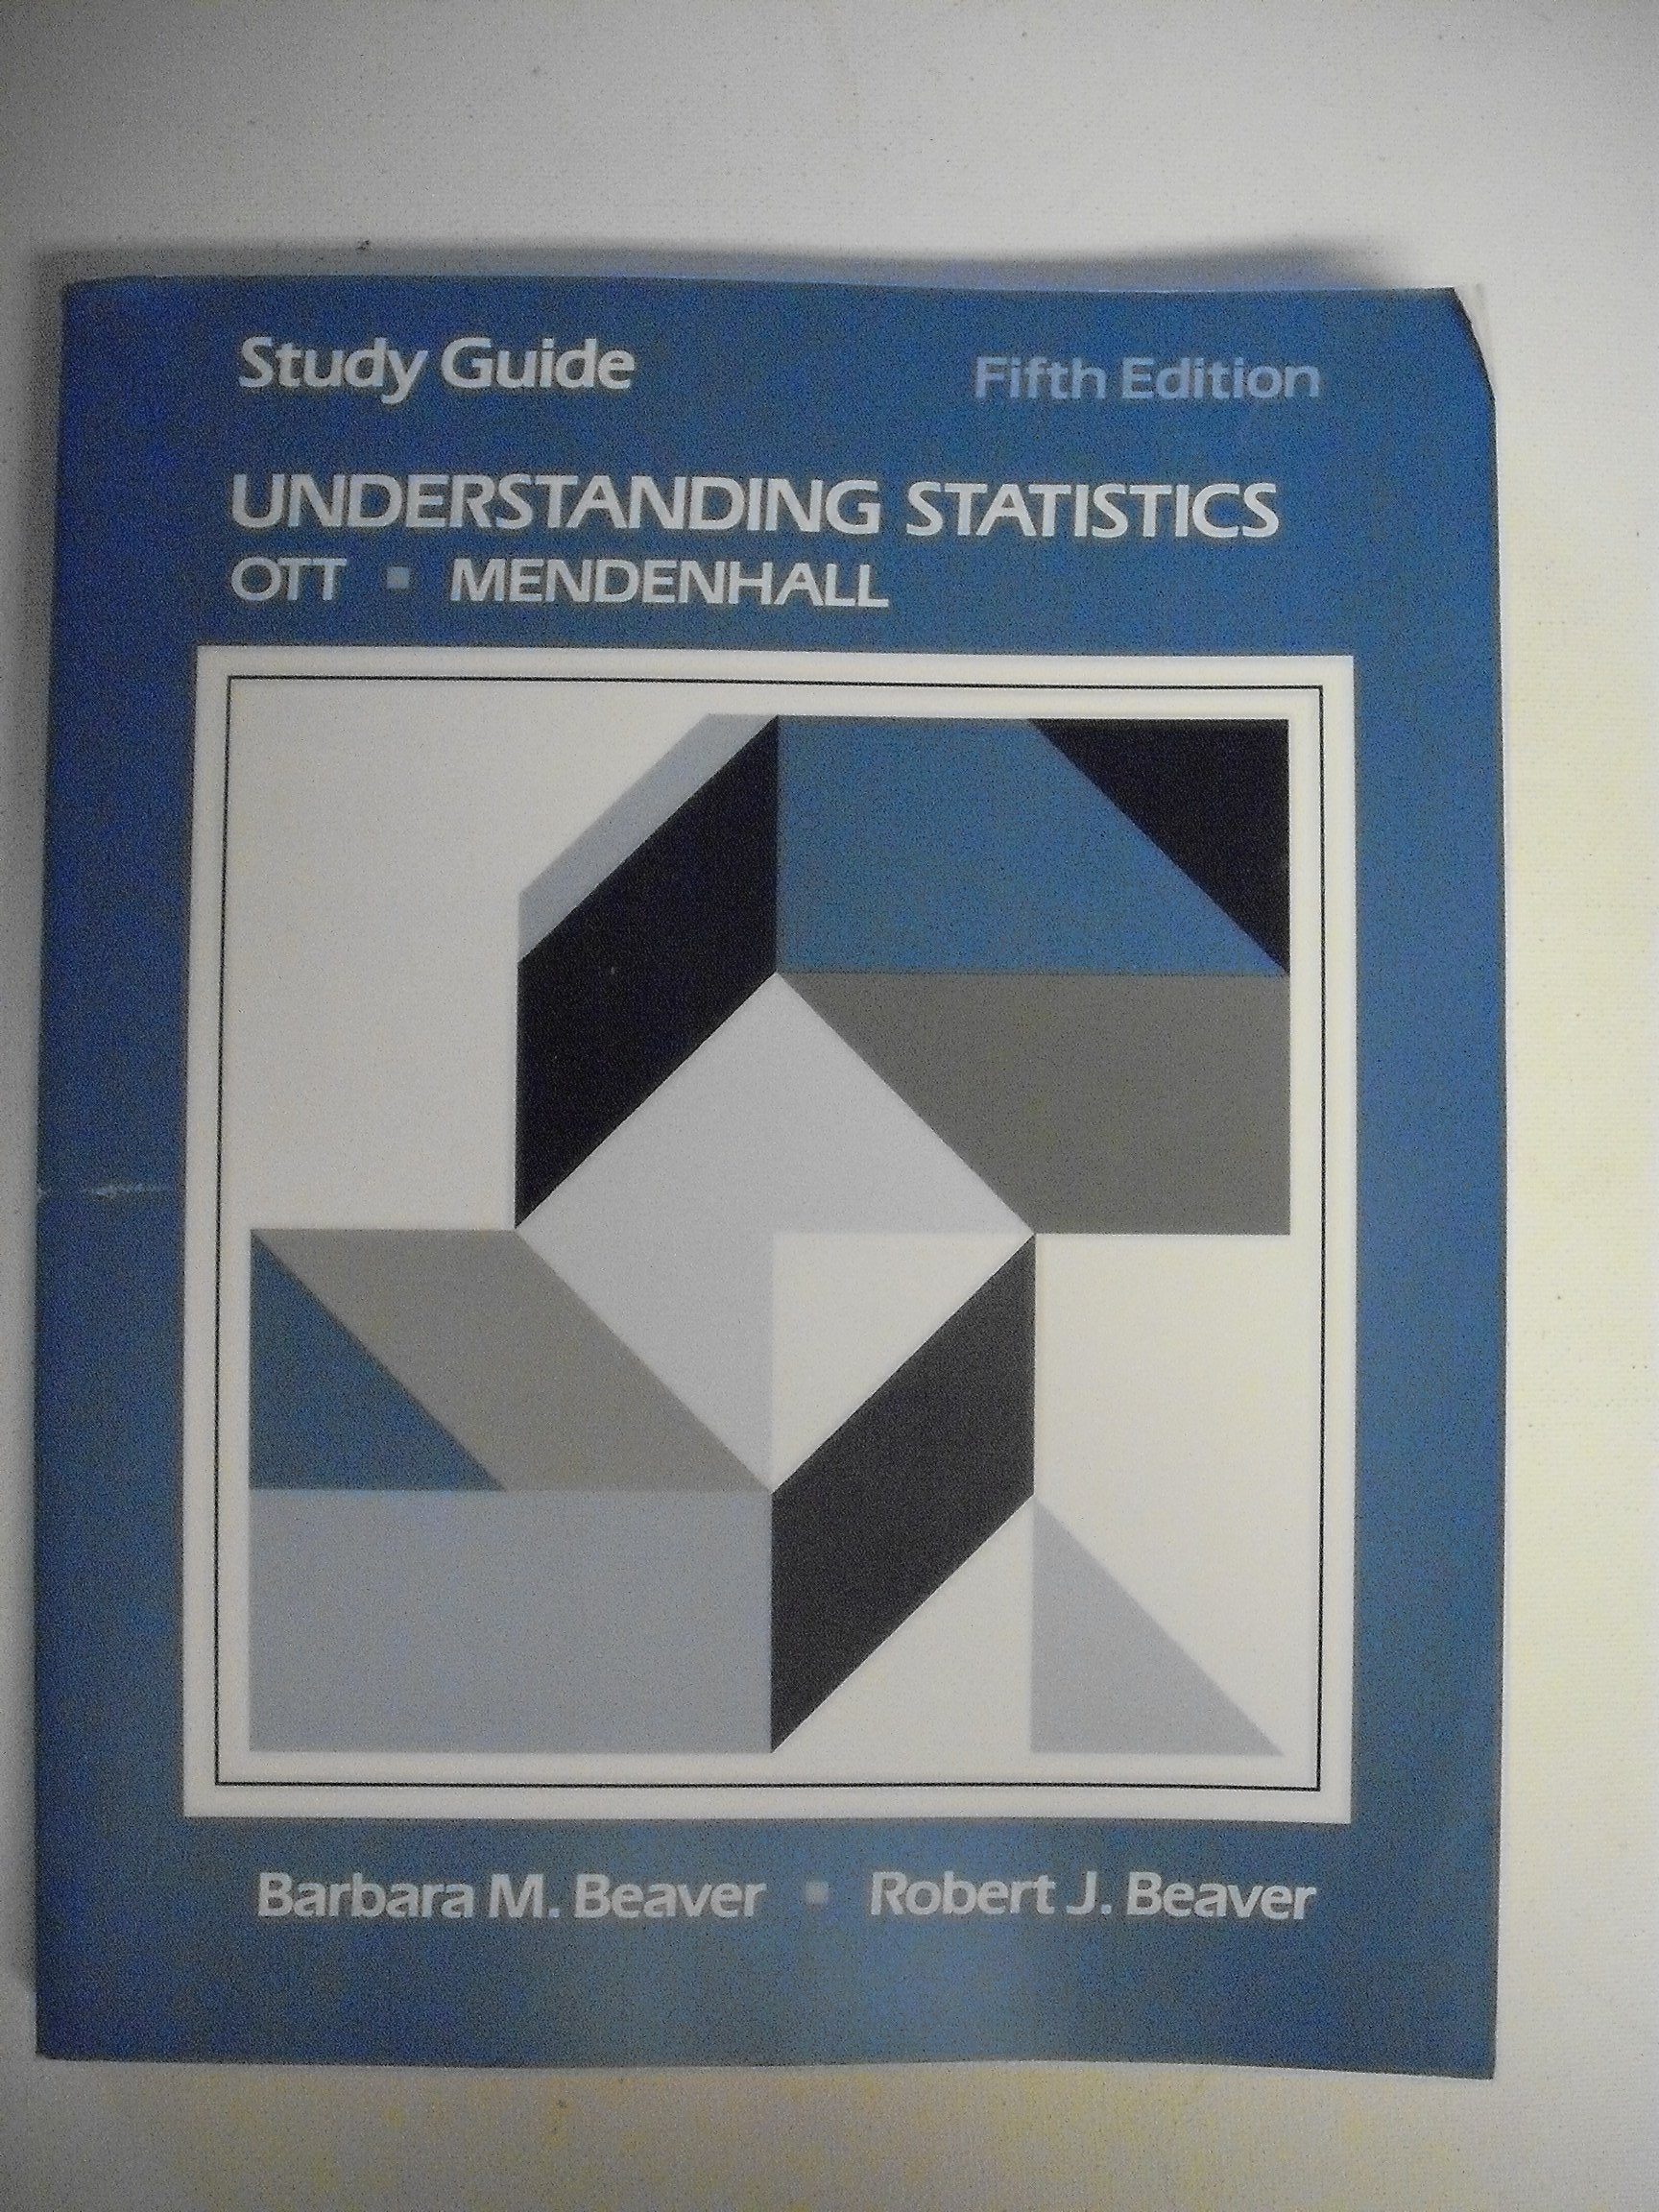 Study Guide Fifth Edition
UNDERSTANDING STATISTICS
OTT ▪ MENDENHALL
Barbara M. Beaver ▪ Robert J. Beaver